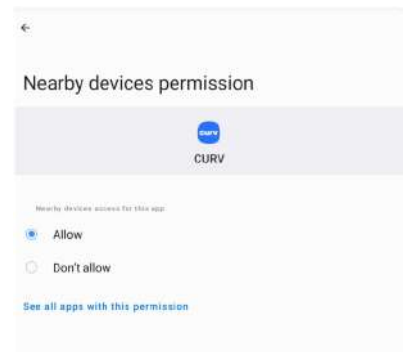 Nearby devices permission
curv
CURV
Nearby devices access for this app
Allow
Don't allow
See all apps with this permission